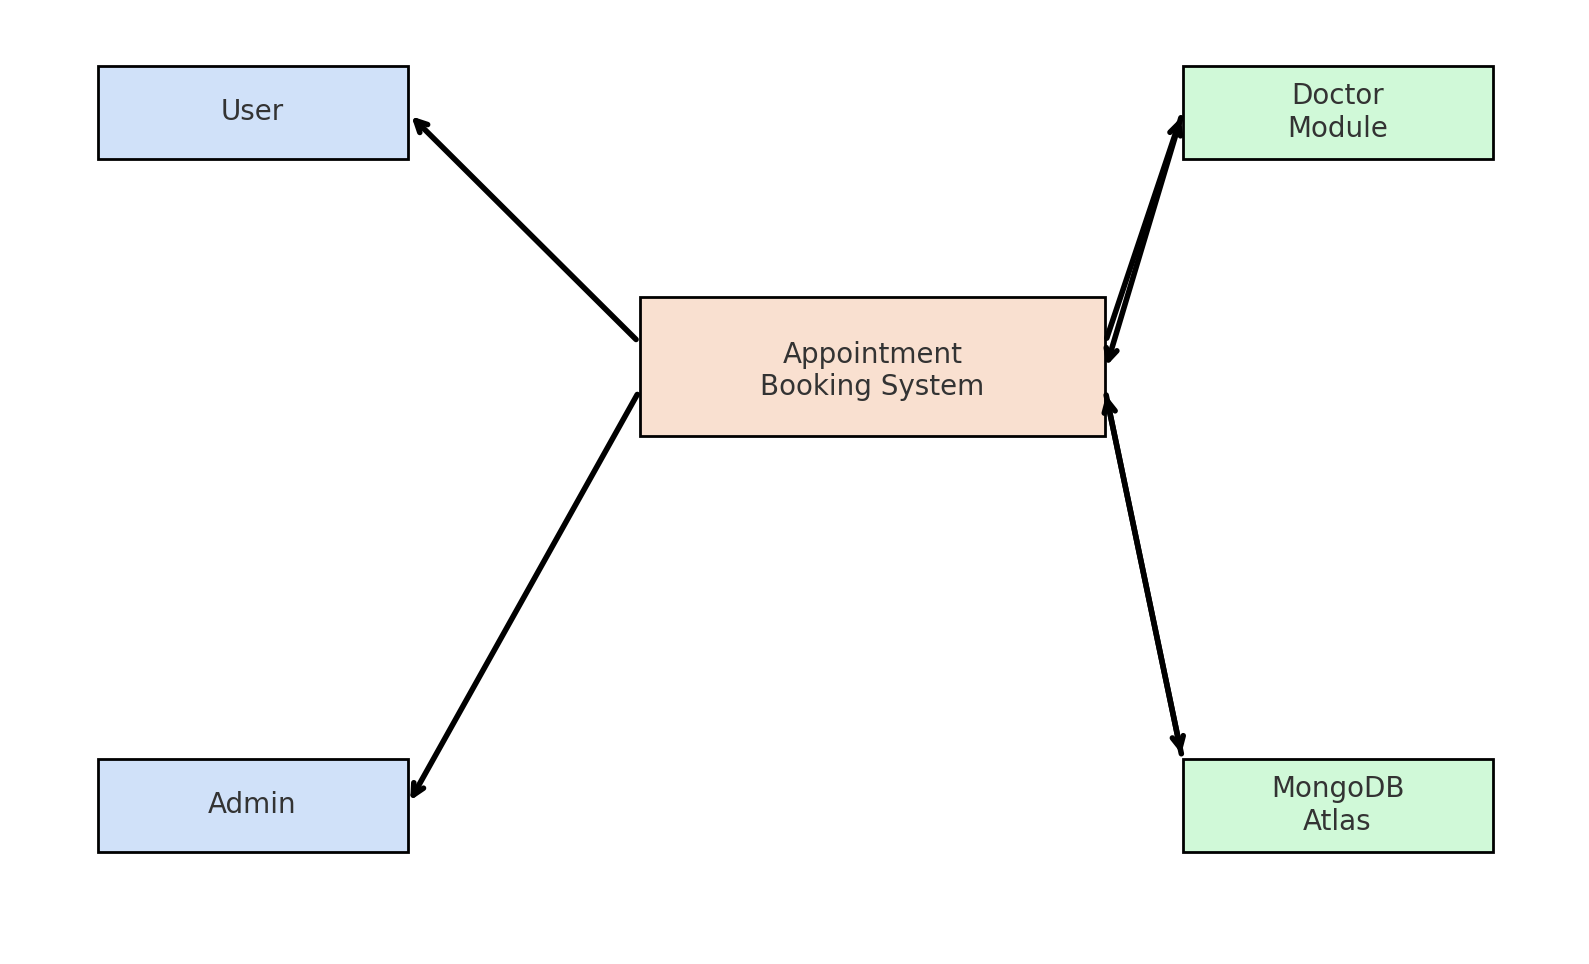 User
Doctor
Module
Appointment
Booking System
Admin
MongoDB
Atlas